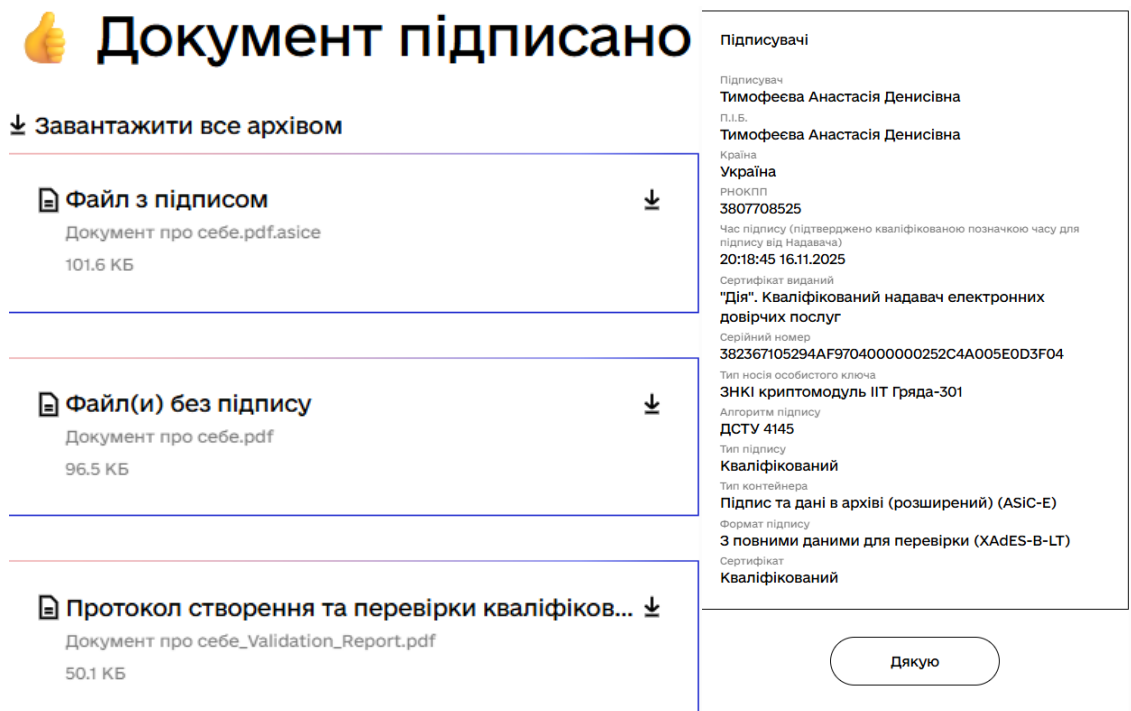 Документ підписано
Завантажити все архівом
Файл з підписом
Документ про себе.pdf.asice
101.6 КБ
Файл(и) без підпису
Документ про себе.pdf
96.5 КБ
Протокол створення та перевірки кваліфіков...
Документ про себе_Validation_Report.pdf
50.1 КБ
Підписувачі
Підписувач
Тимофеєва Анастасія Денисівна
П.І.Б.
Тимофеєва Анастасія Денисівна
Країна
Україна
РНОКПП
3807708525
Час підпису (підтверджено кваліфікованою позначкою часу для
підпису від Надавача)
20:18:45 16.11.2025
Сертифікат виданий
"Дія". Кваліфікований надавач електронних
довірчих послуг
Серійний номер
382367105294AF9704000000252C4A005E0D3F04
Тип носія особистого ключа
ЗНКІ криптомодуль ІІТ Гряда-301
Алгоритм підпису
ДСТУ 4145
Тип підпису
Кваліфікований
Тип контейнера
Підпис та дані в архіві (розширений) (ASiC-E)
Формат підпису
З повними даними для перевірки (XAdES-B-LT)
Сертифікат
Кваліфікований
Дякую